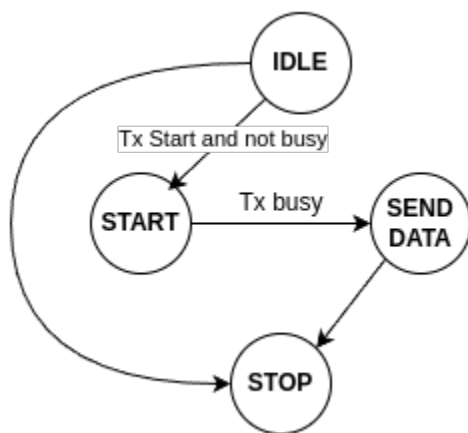 IDLE
Tx Start and not busy
START
Tx busy
SEND
DATA
STOP